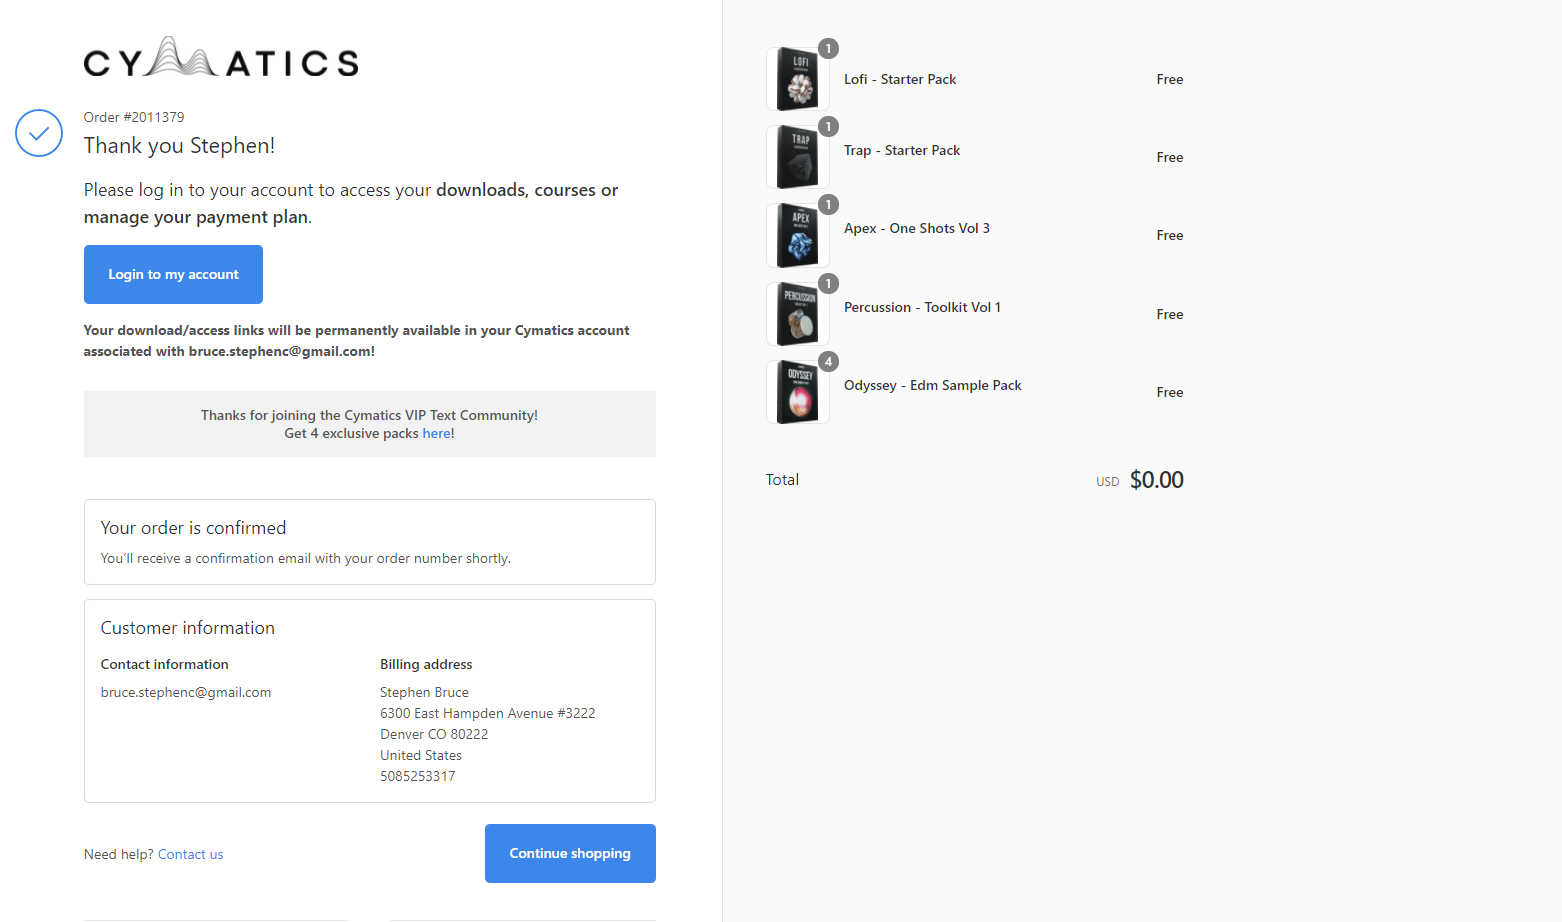 CYMATICS
Order #2011379
Thank you Stephen!
Please log in to your account to access your downloads, courses or
manage your payment plan.
Login to my account
Your download/access links will be permanently available in your Cymatics account
associated with bruce.stephenc@gmail.com!
Thanks for joining the Cymatics VIP Text Community!
Get 4 exclusive packs here!
Your order is confirmed
You'll receive a confirmation email with your order number shortly.
Customer information
Contact information
bruce.stephenc@gmail.com
Billing address
Stephen Bruce
6300 East Hampden Avenue #3222
Denver CO 80222
United States
5085253317
Need help? Contact us
Continue shopping
LOFI
1
Lofi - Starter Pack
Free
TRAP
1
Trap - Starter Pack
Free
APEX
1
Apex - One Shots Vol 3
Free
PERCUSSION
1
Percussion - Toolkit Vol 1
Free
ODYSSEY
4
Odyssey - Edm Sample Pack
Free
Total
USD $0.00